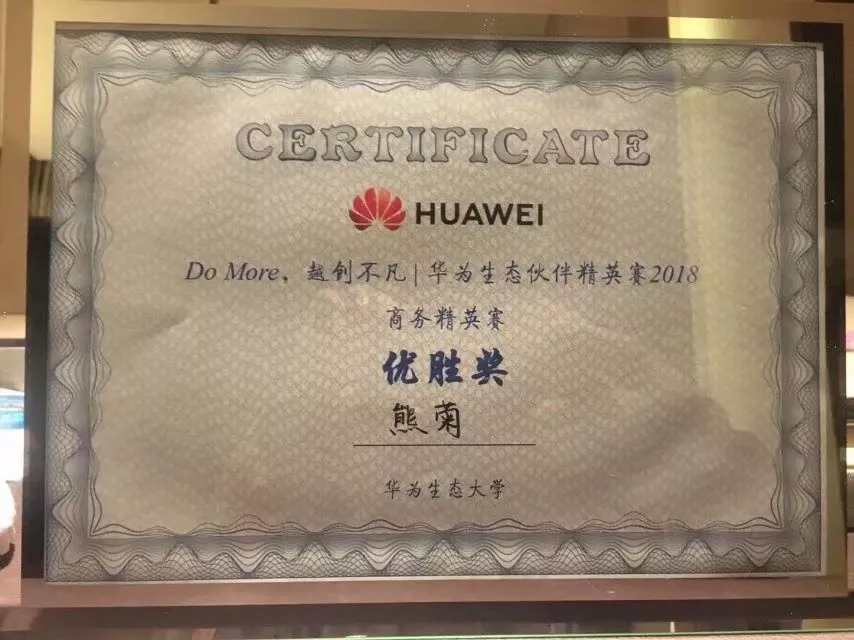 CERTIFICATE
HUAWEI
Do More，越创不凡|华为生态伙伴精英赛2018
商务精英赛
优胜奖
熊菊
华为生态大学